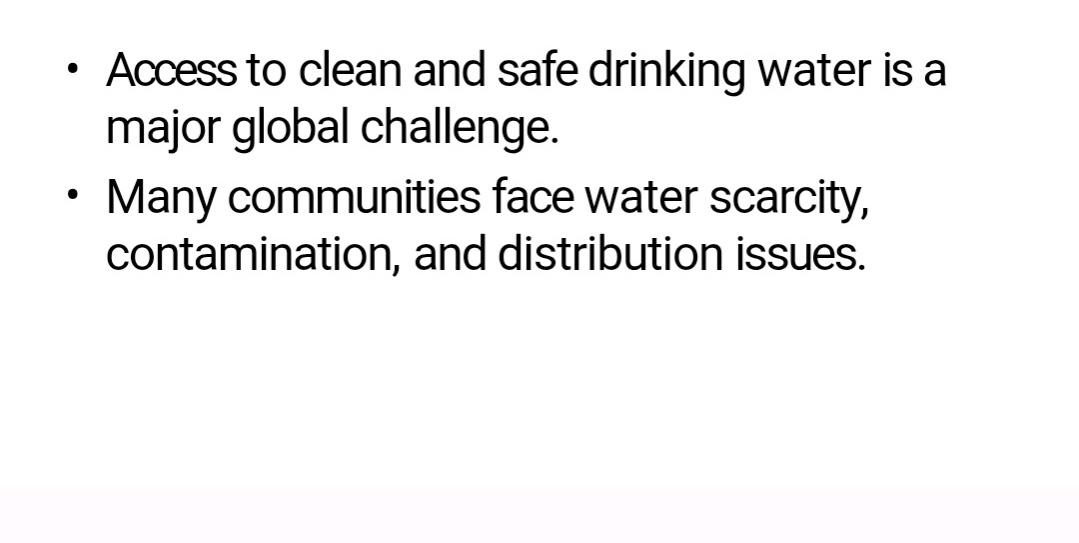 • Access to clean and safe drinking water is a
major global challenge.
• Many communities face water scarcity,
contamination, and distribution issues.